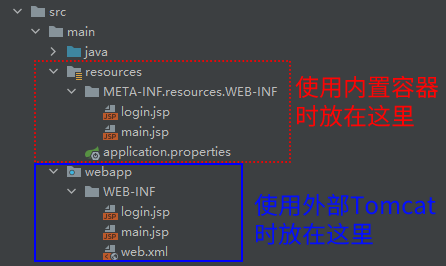 src
main
java
resources
META-INF.resources.WEB-INF
login.jsp
main.jsp
application.properties
使用内置容器
时放在这里
webapp
WEB-INF
login.jsp
main.jsp
web.xml
使用外部Tomcat
时放在这里